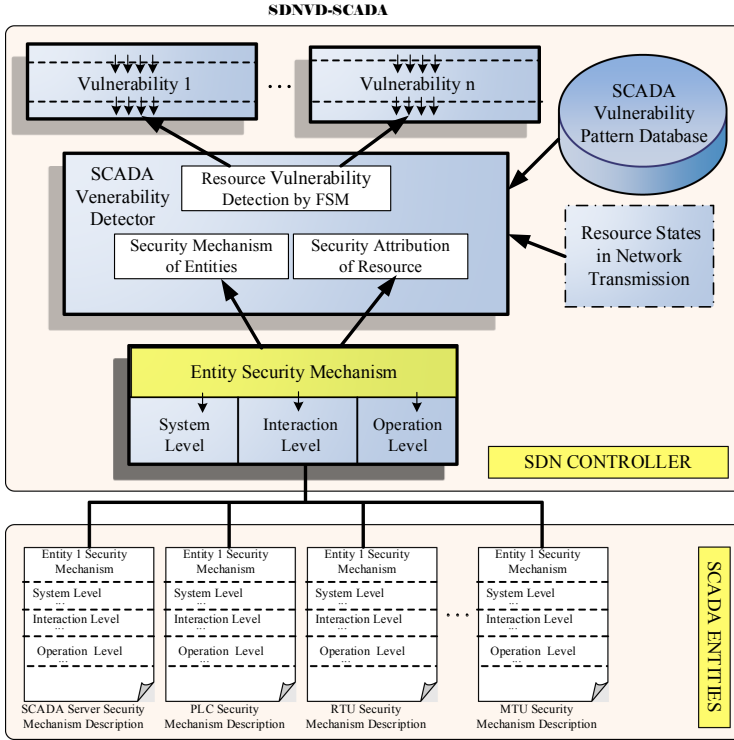 SDNVD-SCADA
Vulnerability 1
...
Vulnerability n
SCADA
Vulnerability
Pattern Database
SCADA
Venerability
Detector
Resource Vulnerability
Detection by FSM
Security Mechanism
of Entities
Security Attribution
of Resource
Resource States
in Network
Transmission
Entity Security Mechanism
System
Level
Interaction
Level
Operation
Level
SDN CONTROLLER
Entity 1 Security
Mechanism
System Level
...
Interaction Level
...
Operation Level
...
SCADA Server Security
Mechanism Description
Entity 1 Security
Mechanism
System Level
...
Interaction Level
...
Operation Level
...
PLC Security
Mechanism Description
Entity 1 Security
Mechanism
System Level
...
Interaction Level
...
Operation Level
...
RTU Security
Mechanism Description
...
Entity 1 Security
Mechanism
System Level
...
Interaction Level
...
Operation Level
...
MTU Security
Mechanism Description
SCADA ENTITIES